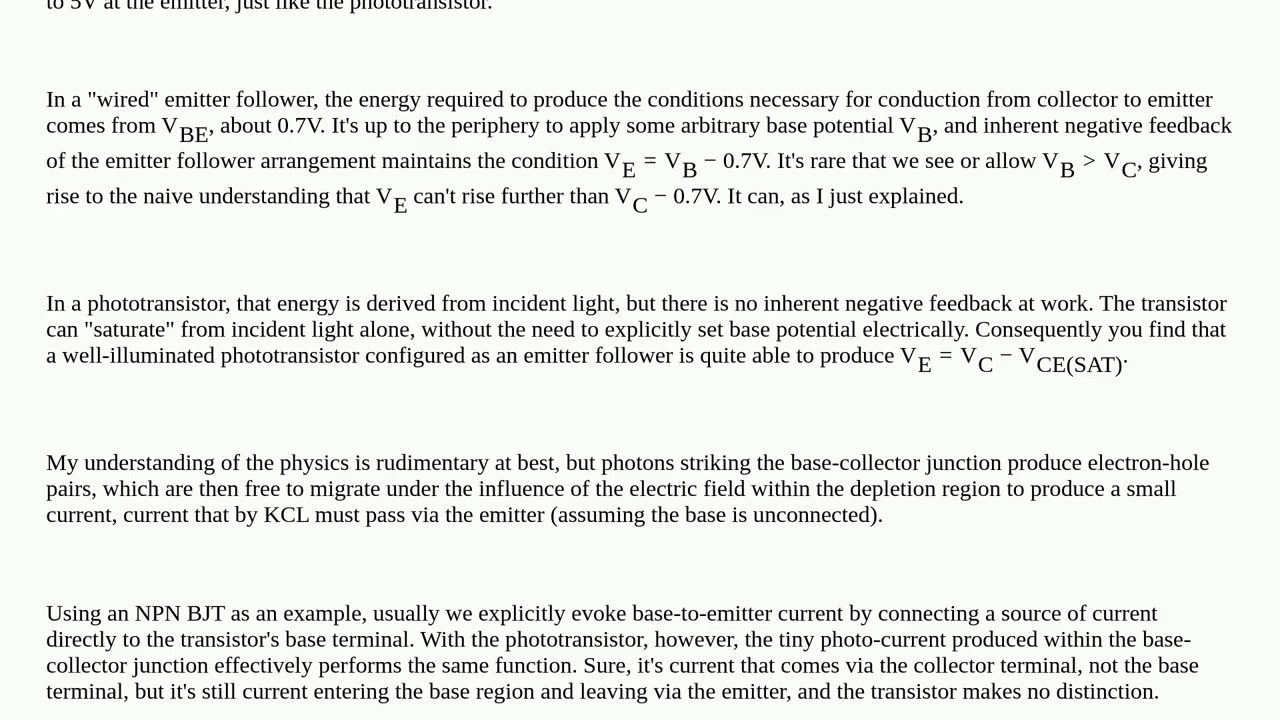 to 5V at the emitter, just like the phototransistor.
In a "wired" emitter follower, the energy required to produce the conditions necessary for conduction from collector to emitter
comes from VBE, about 0.7V. It's up to the periphery to apply some arbitrary base potential VB, and inherent negative feedback
of the emitter follower arrangement maintains the condition VE = VB − 0.7V. It's rare that we see or allow VB > VC, giving
rise to the naive understanding that VE can't rise further than VC − 0.7V. It can, as I just explained.
In a phototransistor, that energy is derived from incident light, but there is no inherent negative feedback at work. The transistor
can "saturate" from incident light alone, without the need to explicitly set base potential electrically. Consequently you find that
a well-illuminated phototransistor configured as an emitter follower is quite able to produce VE = VC − VCE(SAT).
My understanding of the physics is rudimentary at best, but photons striking the base-collector junction produce electron-hole
pairs, which are then free to migrate under the influence of the electric field within the depletion region to produce a small
current, current that by KCL must pass via the emitter (assuming the base is unconnected).
Using an NPN BJT as an example, usually we explicitly evoke base-to-emitter current by connecting a source of current
directly to the transistor's base terminal. With the phototransistor, however, the tiny photo-current produced within the base-
collector junction effectively performs the same function. Sure, it's current that comes via the collector terminal, not the base
terminal, but it's still current entering the base region and leaving via the emitter, and the transistor makes no distinction.